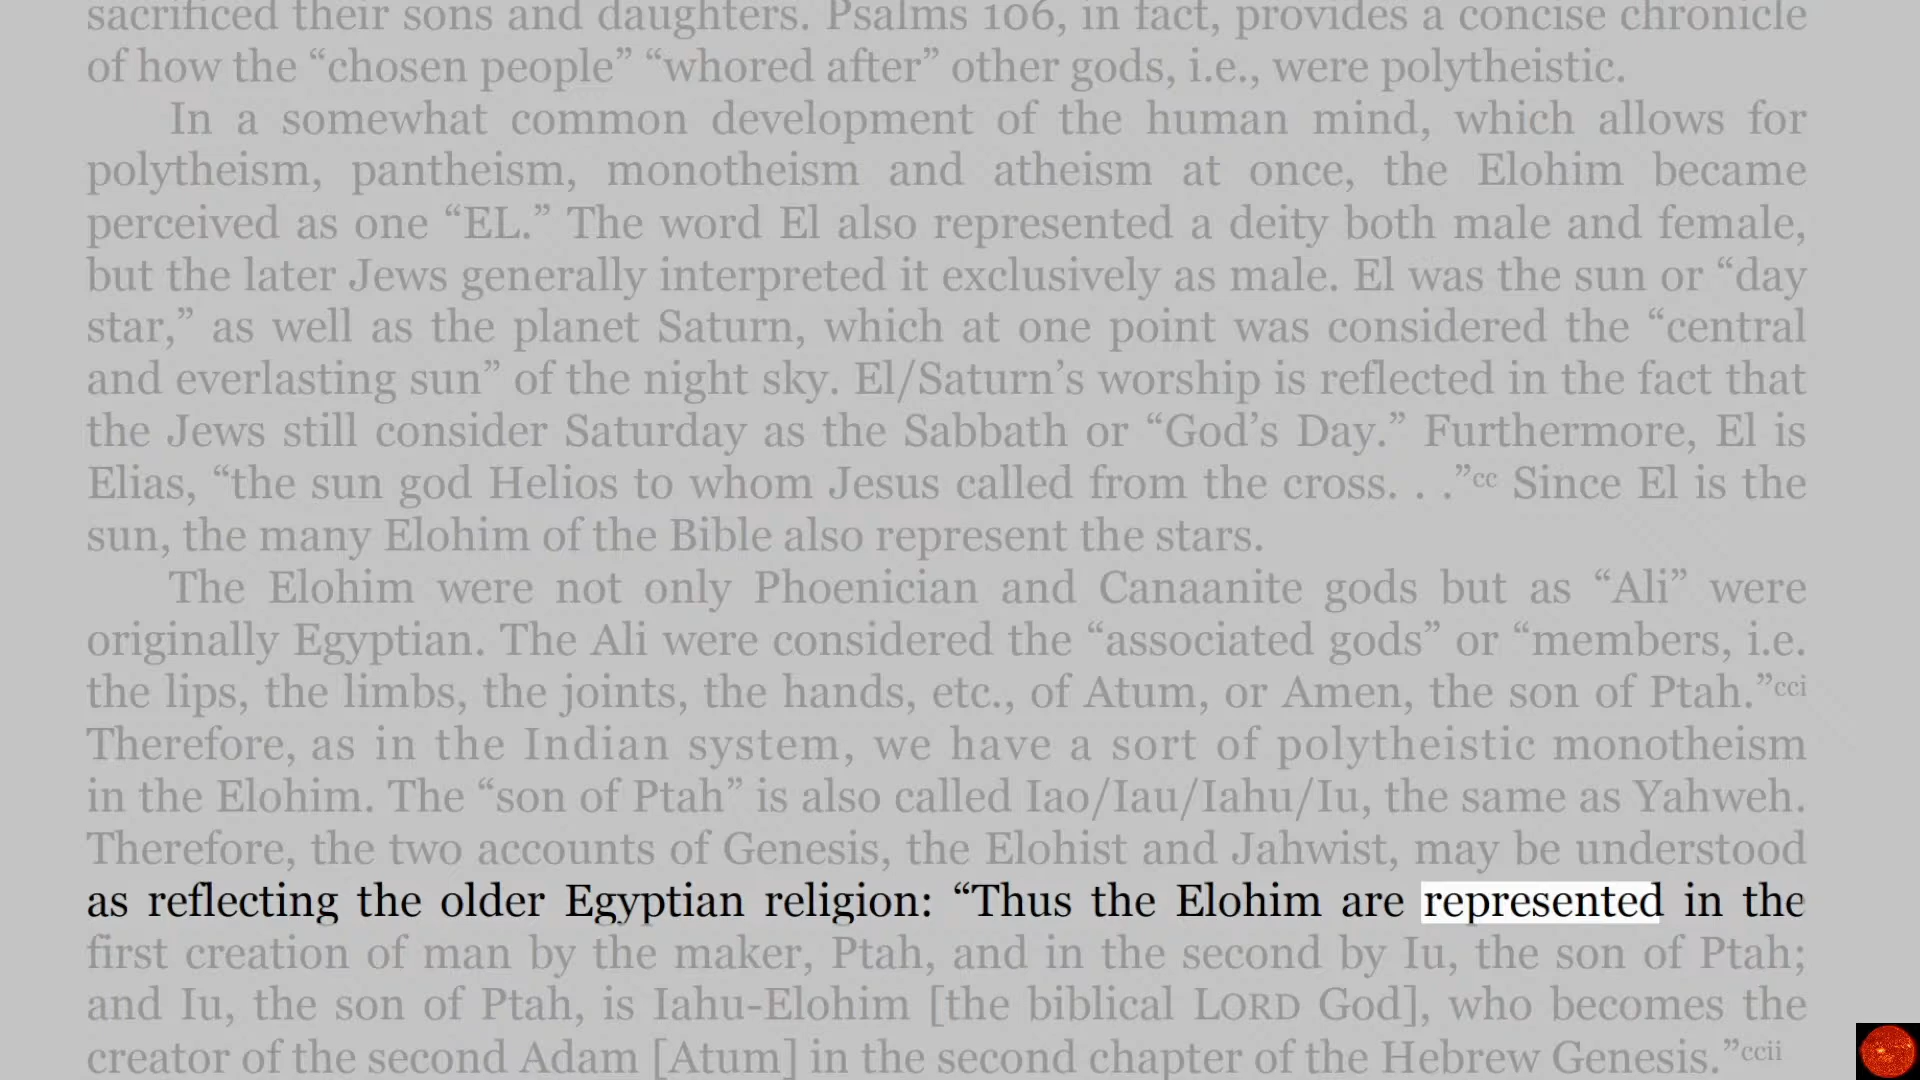 sacrificed their sons and daughters. Psalms 106, in fact, provides a concise chronicle
of how the “chosen people” “whored after” other gods, i.e., were polytheistic.
In a somewhat common development of the human mind, which allows for
polytheism, pantheism, monotheism and atheism at once, the Elohim became
perceived as one “EL.” The word El also represented a deity both male and female,
but the later Jews generally interpreted it exclusively as male. El was the sun or “day
star,” as well as the planet Saturn, which at one point was considered the “central
and everlasting sun” of the night sky. El/Saturn’s worship is reflected in the fact that
the Jews still consider Saturday as the Sabbath or “God’s Day.” Furthermore, El is
Elias, “the sun god Helios to whom Jesus called from the cross. . .”cc Since El is the
sun, the many Elohim of the Bible also represent the stars.
The Elohim were not only Phoenician and Canaanite gods but as “Ali” were
originally Egyptian. The Ali were considered the “associated gods” or “members, i.e.
the lips, the limbs, the joints, the hands, etc., of Atum, or Amen, the son of Ptah.”cci
Therefore, as in the Indian system, we have a sort of polytheistic monotheism
in the Elohim. The “son of Ptah” is also called Iao/Iau/Iahu/Iu, the same as Yahweh.
Therefore, the two accounts of Genesis, the Elohist and Jahwist, may be understood
as reflecting the older Egyptian religion: “Thus the Elohim are represented in the
first creation of man by the maker, Ptah, and in the second by Iu, the son of Ptah;
and Iu, the son of Ptah, is Iahu-Elohim [the biblical LORD God], who becomes the
creator of the second Adam [Atum] in the second chapter of the Hebrew Genesis.”ccii